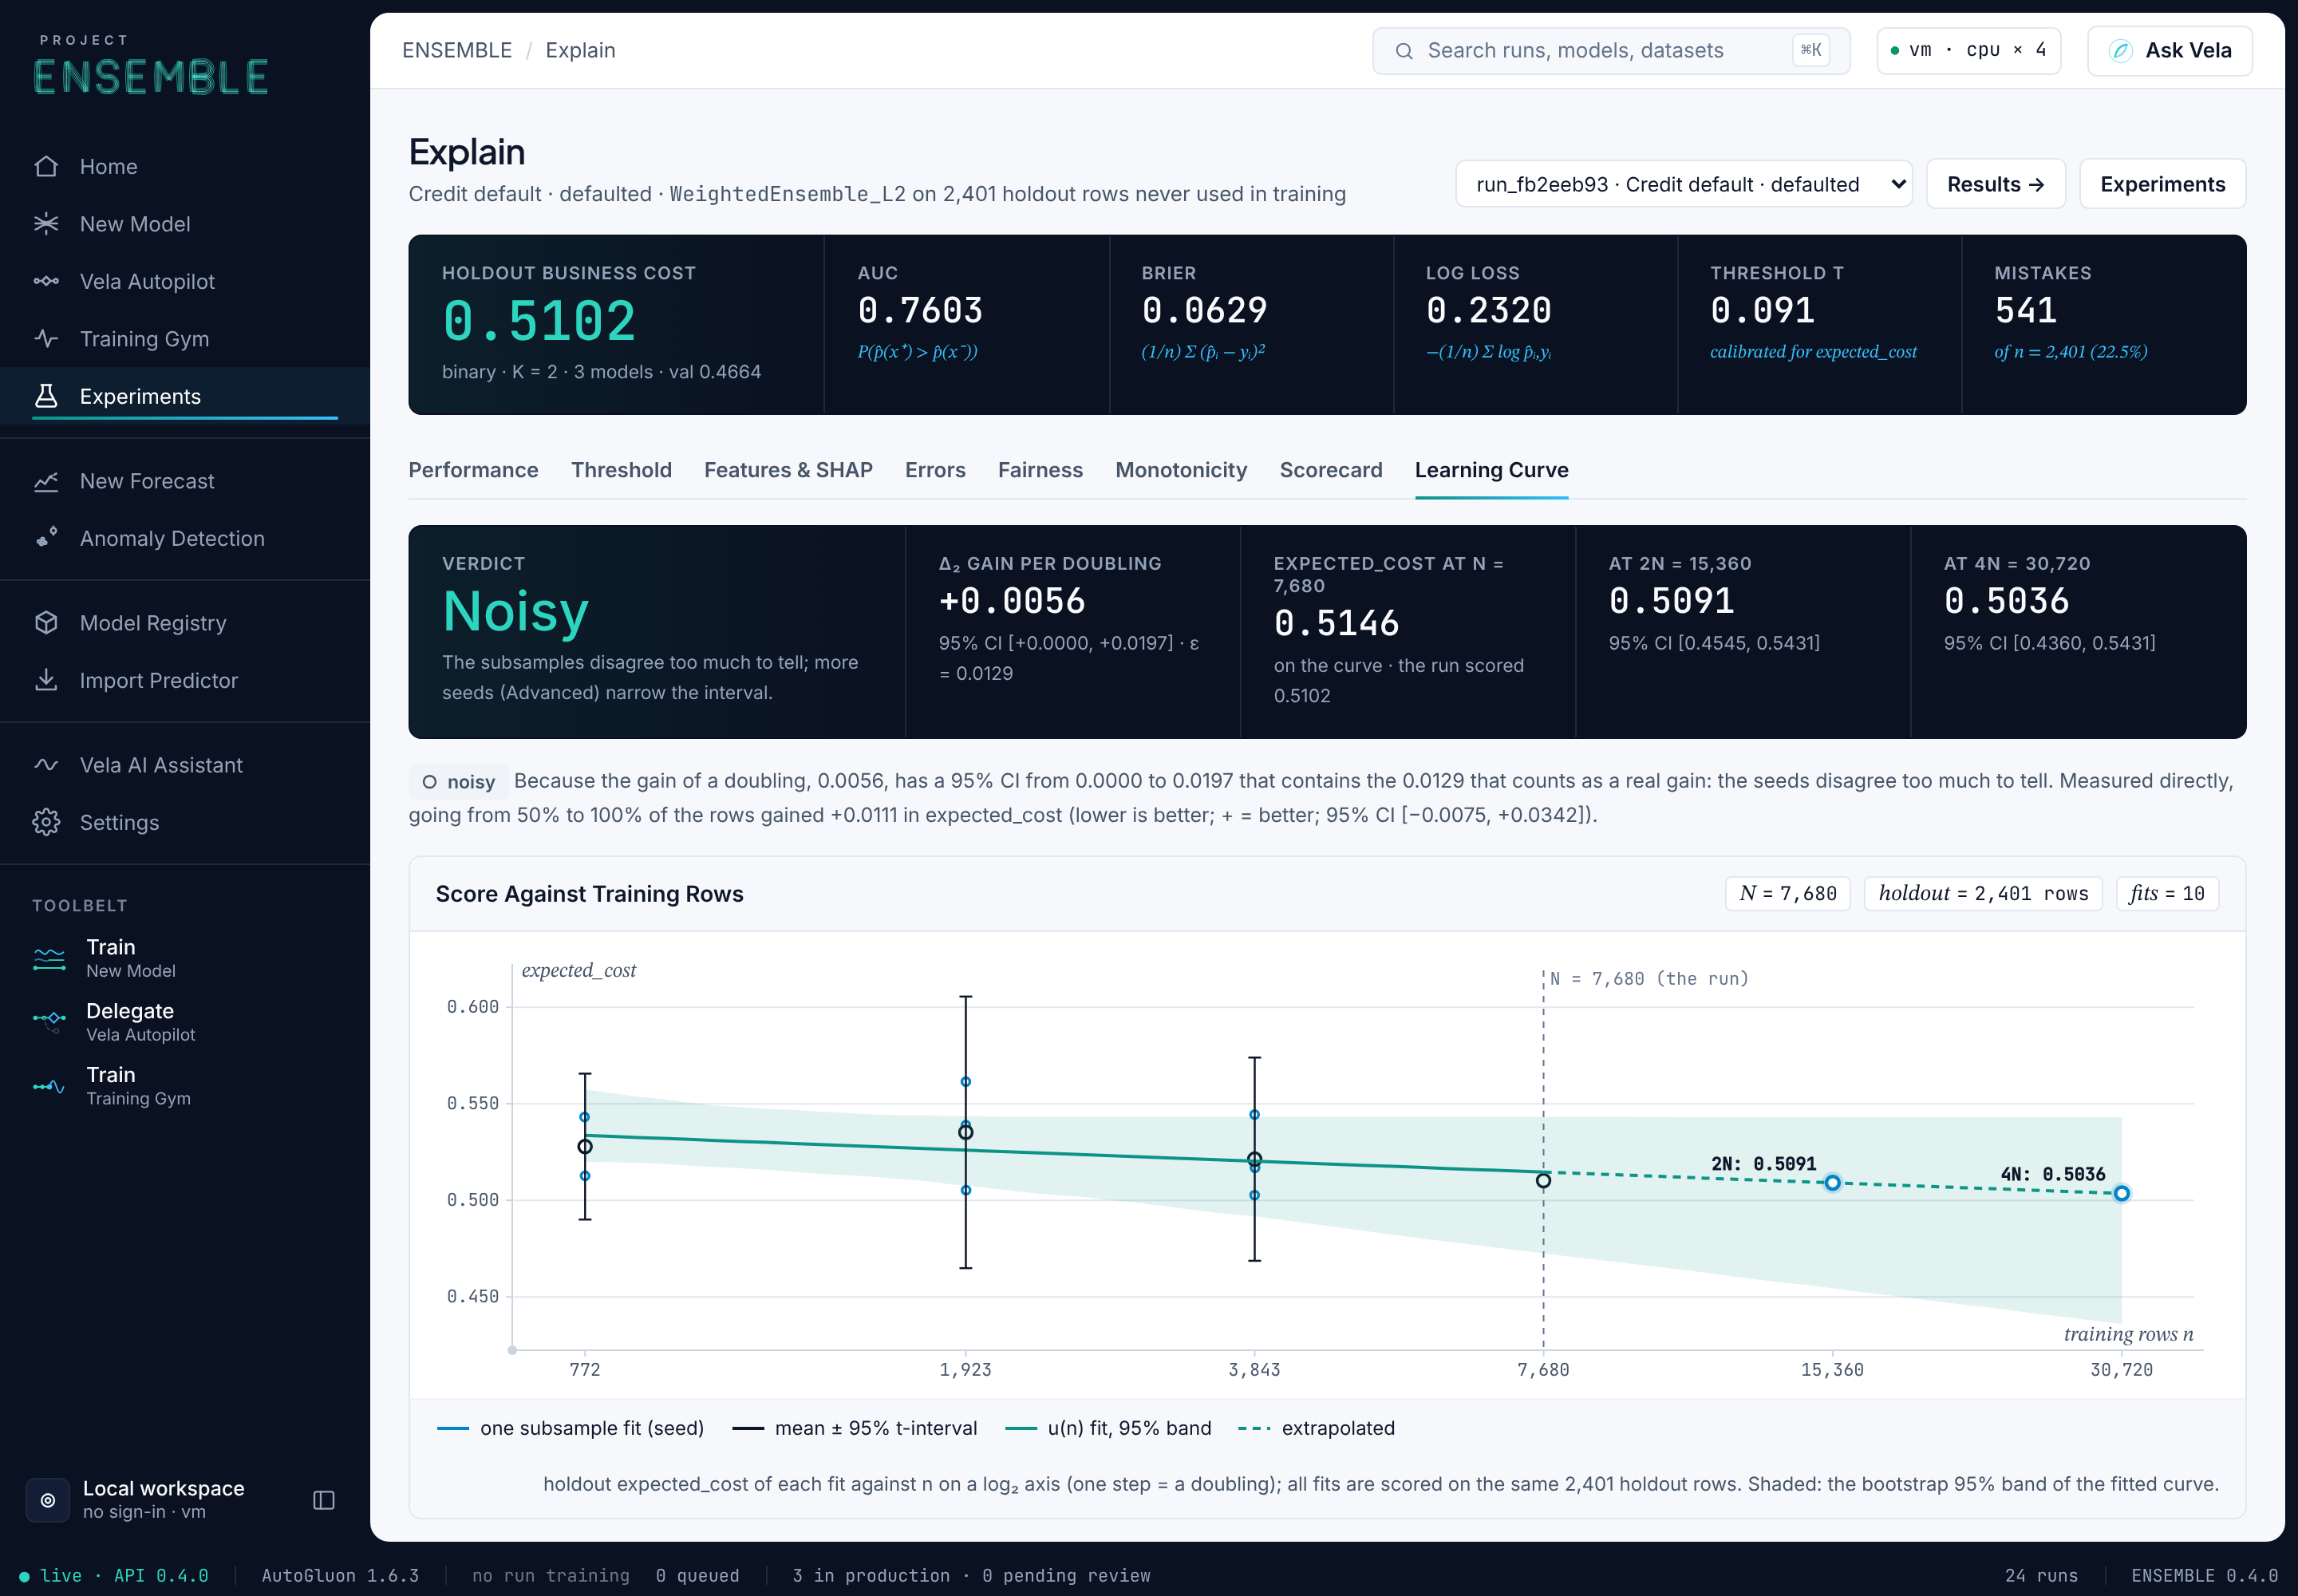 PROJECT
ENSEMBLE
Home
New Model
Vela Autopilot
Training Gym
Experiments
New Forecast
Anomaly Detection
Model Registry
Import Predictor
Vela AI Assistant
Settings
TOOLBELT
Train
New Model
Delegate
Vela Autopilot
Train
Training Gym
Local workspace
no sign-in · vm
ENSEMBLE / Explain
Search runs, models, datasets ⌘K
vm · cpu × 4
Ask Vela
Explain
Credit default · defaulted · WeightedEnsemble_L2 on 2,401 holdout rows never used in training
run_fb2eeb93 · Credit default · defaulted
Results →
Experiments
HOLDOUT BUSINESS COST
0.5102
binary · K = 2 · 3 models · val 0.4664
AUC
0.7603
P(p̂(x⁺) > p̂(x⁻))
BRIER
0.0629
(1/n) Σ (p̂ᵢ − yᵢ)²
LOG LOSS
0.2320
−(1/n) Σ log p̂ᵢ,yᵢ
THRESHOLD T
0.091
calibrated for expected_cost
MISTAKES
541
of n = 2,401 (22.5%)
Performance Threshold Features & SHAP Errors Fairness Monotonicity Scorecard Learning Curve
VERDICT
Noisy
The subsamples disagree too much to tell; more
seeds (Advanced) narrow the interval.
Δ₂ GAIN PER DOUBLING
+0.0056
95% CI [+0.0000, +0.0197] · ε
= 0.0129
EXPECTED_COST AT N =
7,680
0.5146
on the curve · the run scored
0.5102
AT 2N = 15,360
0.5091
95% CI [0.4545, 0.5431]
AT 4N = 30,720
0.5036
95% CI [0.4360, 0.5431]
noisy Because the gain of a doubling, 0.0056, has a 95% CI from 0.0000 to 0.0197 that contains the 0.0129 that counts as a real gain: the seeds disagree too much to tell. Measured directly,
going from 50% to 100% of the rows gained +0.0111 in expected_cost (lower is better; + = better; 95% CI [−0.0075, +0.0342]).
Score Against Training Rows
N = 7,680
holdout = 2,401 rows
fits = 10
expected_cost
N = 7,680 (the run)
0.600
0.550
0.500
0.450
2N: 0.5091
4N: 0.5036
training rows n
772 1,923 3,843 7,680 15,360 30,720
one subsample fit (seed) mean ± 95% t-interval u(n) fit, 95% band extrapolated
holdout expected_cost of each fit against n on a log₂ axis (one step = a doubling); all fits are scored on the same 2,401 holdout rows. Shaded: the bootstrap 95% band of the fitted curve.
live · API 0.4.0
AutoGluon 1.6.3
no run training 0 queued
3 in production · 0 pending review
24 runs
ENSEMBLE 0.4.0